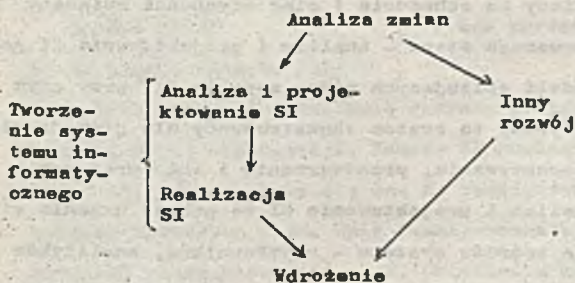 Analiza zmian
Analiza i proje-
ktowanie SI
Tworze-
nie sys-
temu in-
formaty-
cznego
Inny
rozwój
Realizacja
SI
Wdrożenie